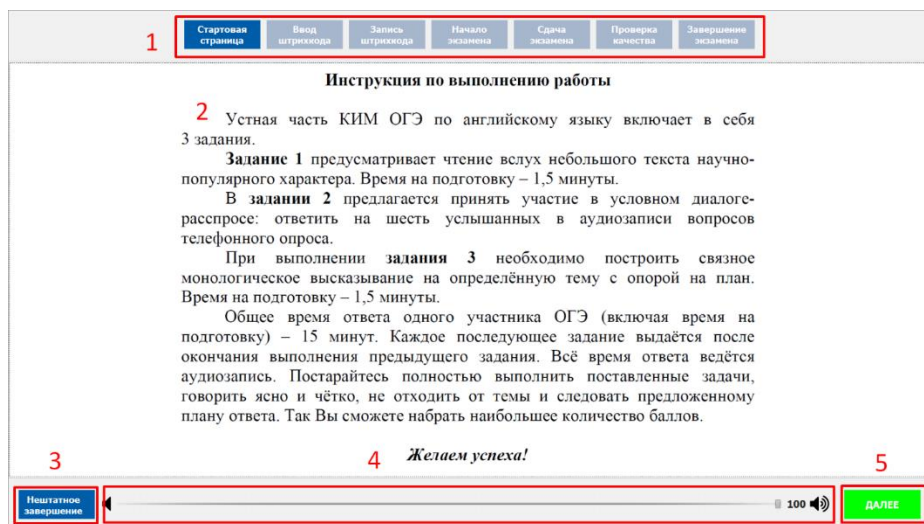 1
Стартовая страница
Ввод штрихкода
Запись штрихкода
Начало экзамена
Сдача экзамена
Проверка качества
Завершение экзамена
Инструкция по выполнению работы
2
Устная часть КИМ ОГЭ по английскому языку включает в себя
3 задания.
Задание 1 предусматривает чтение вслух небольшого текста научно-
популярного характера. Время на подготовку – 1,5 минуты.
В задании 2 предлагается принять участие в условном диалоге-
расспросе: ответить на шесть услышанных в аудиозаписи вопросов
телефонного опроса.
При выполнении задания 3 необходимо построить связное
монологическое высказывание на определённую тему с опорой на план.
Время на подготовку – 1,5 минуты.
Общее время ответа одного участника ОГЭ (включая время на
подготовку) – 15 минут. Каждое последующее задание выдаётся после
окончания выполнения предыдущего задания. Всё время ответа ведётся
аудиозапись. Постарайтесь полностью выполнить поставленные задачи,
говорить ясно и чётко, не отходить от темы и следовать предложенному
плану ответа. Так Вы сможете набрать наибольшее количество баллов.
Желаем успеха!
3
4
5
Нештатное
завершение
100
ДАЛЕЕ